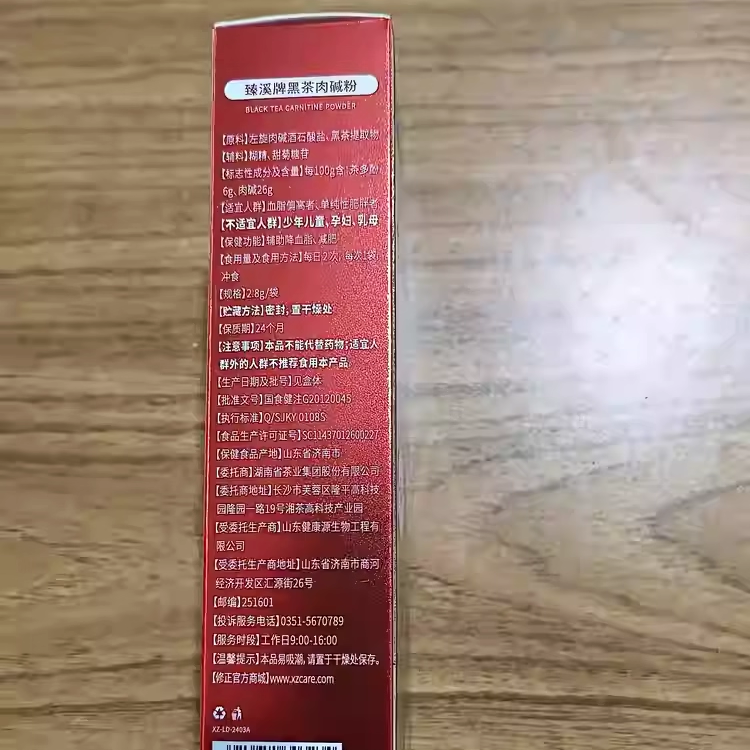 臻溪牌黑茶肉碱粉
BLACK TEA CARNITINE POWDER
【原料】左旋肉碱酒石酸盐、黑茶提取物
【辅料】糊精、甜菊糖苷
【标志性成分及含量】每100g含:茶多酚
6g、肉碱26g
【适宜人群】血脂偏高者、单纯性肥胖者
【不适宜人群】少年儿童、孕妇、乳母
【保健功能】辅助降血脂、减肥
【食用量及食用方法】每日2次,每次1袋,
冲食
【规格】2.8g/袋
【贮藏方法】密封,置干燥处
【保质期】24个月
【注意事项】本品不能代替药物;适宜人
群外的人群不推荐食用本产品
【生产日期及批号】见盒体
【批准文号】国食健注G20120045
【执行标准】Q/SJKY 0108S
【食品生产许可证号】SC11437012600227
【保健食品产地】山东省济南市
【委托商】湖南省茶业集团股份有限公司
【委托商地址】长沙市芙蓉区隆平高科技
园隆园一路19号湘茶高科技产业园
【受委托生产商】山东健康源生物工程有
限公司
【受委托生产商地址】山东省济南市商河
经济开发区汇源街26号
【邮编】251601
【投诉服务电话】0351-5670789
【服务时段】工作日9:00-16:00
【温馨提示】本品易吸潮,请置于干燥处保存。
【修正官方商城】www.xzcare.com
XZ-LD-2403A